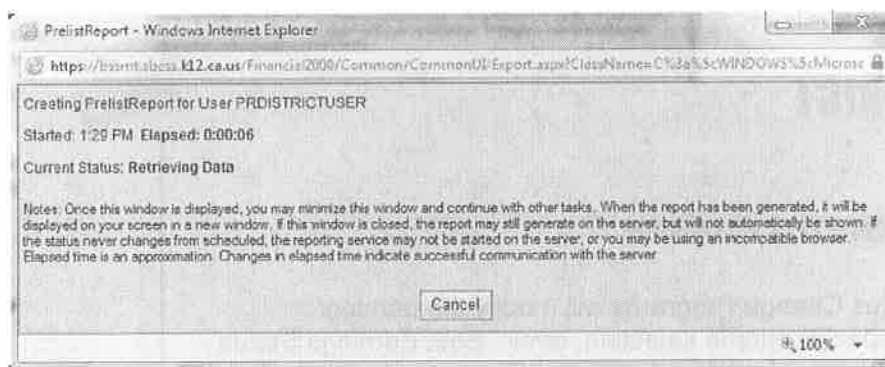 PrelistReport - Windows Internet Explorer
https://bssrnt.sbcss.k12.ca.us/Financial2000/Common/CommonUI/Export.aspx?ClassName=C%3a%5cWINDOWS%5cMicrosc
Creating PrelistReport for User PRDISTRICTUSER
Started: 1:29 PM Elapsed: 0:00:06
Current Status: Retrieving Data
Notes: Once this window is displayed, you may minimize this window and continue with other tasks. When the report has been generated, it will be
displayed on your screen in a new window. If this window is closed, the report may still generate on the server, but will not automatically be shown. If
the status never changes from scheduled, the reporting service may not be started on the server, or you may be using an incompatible browser.
Elapsed time is an approximation. Changes in elapsed time indicate successful communication with the server
Cancel
100%